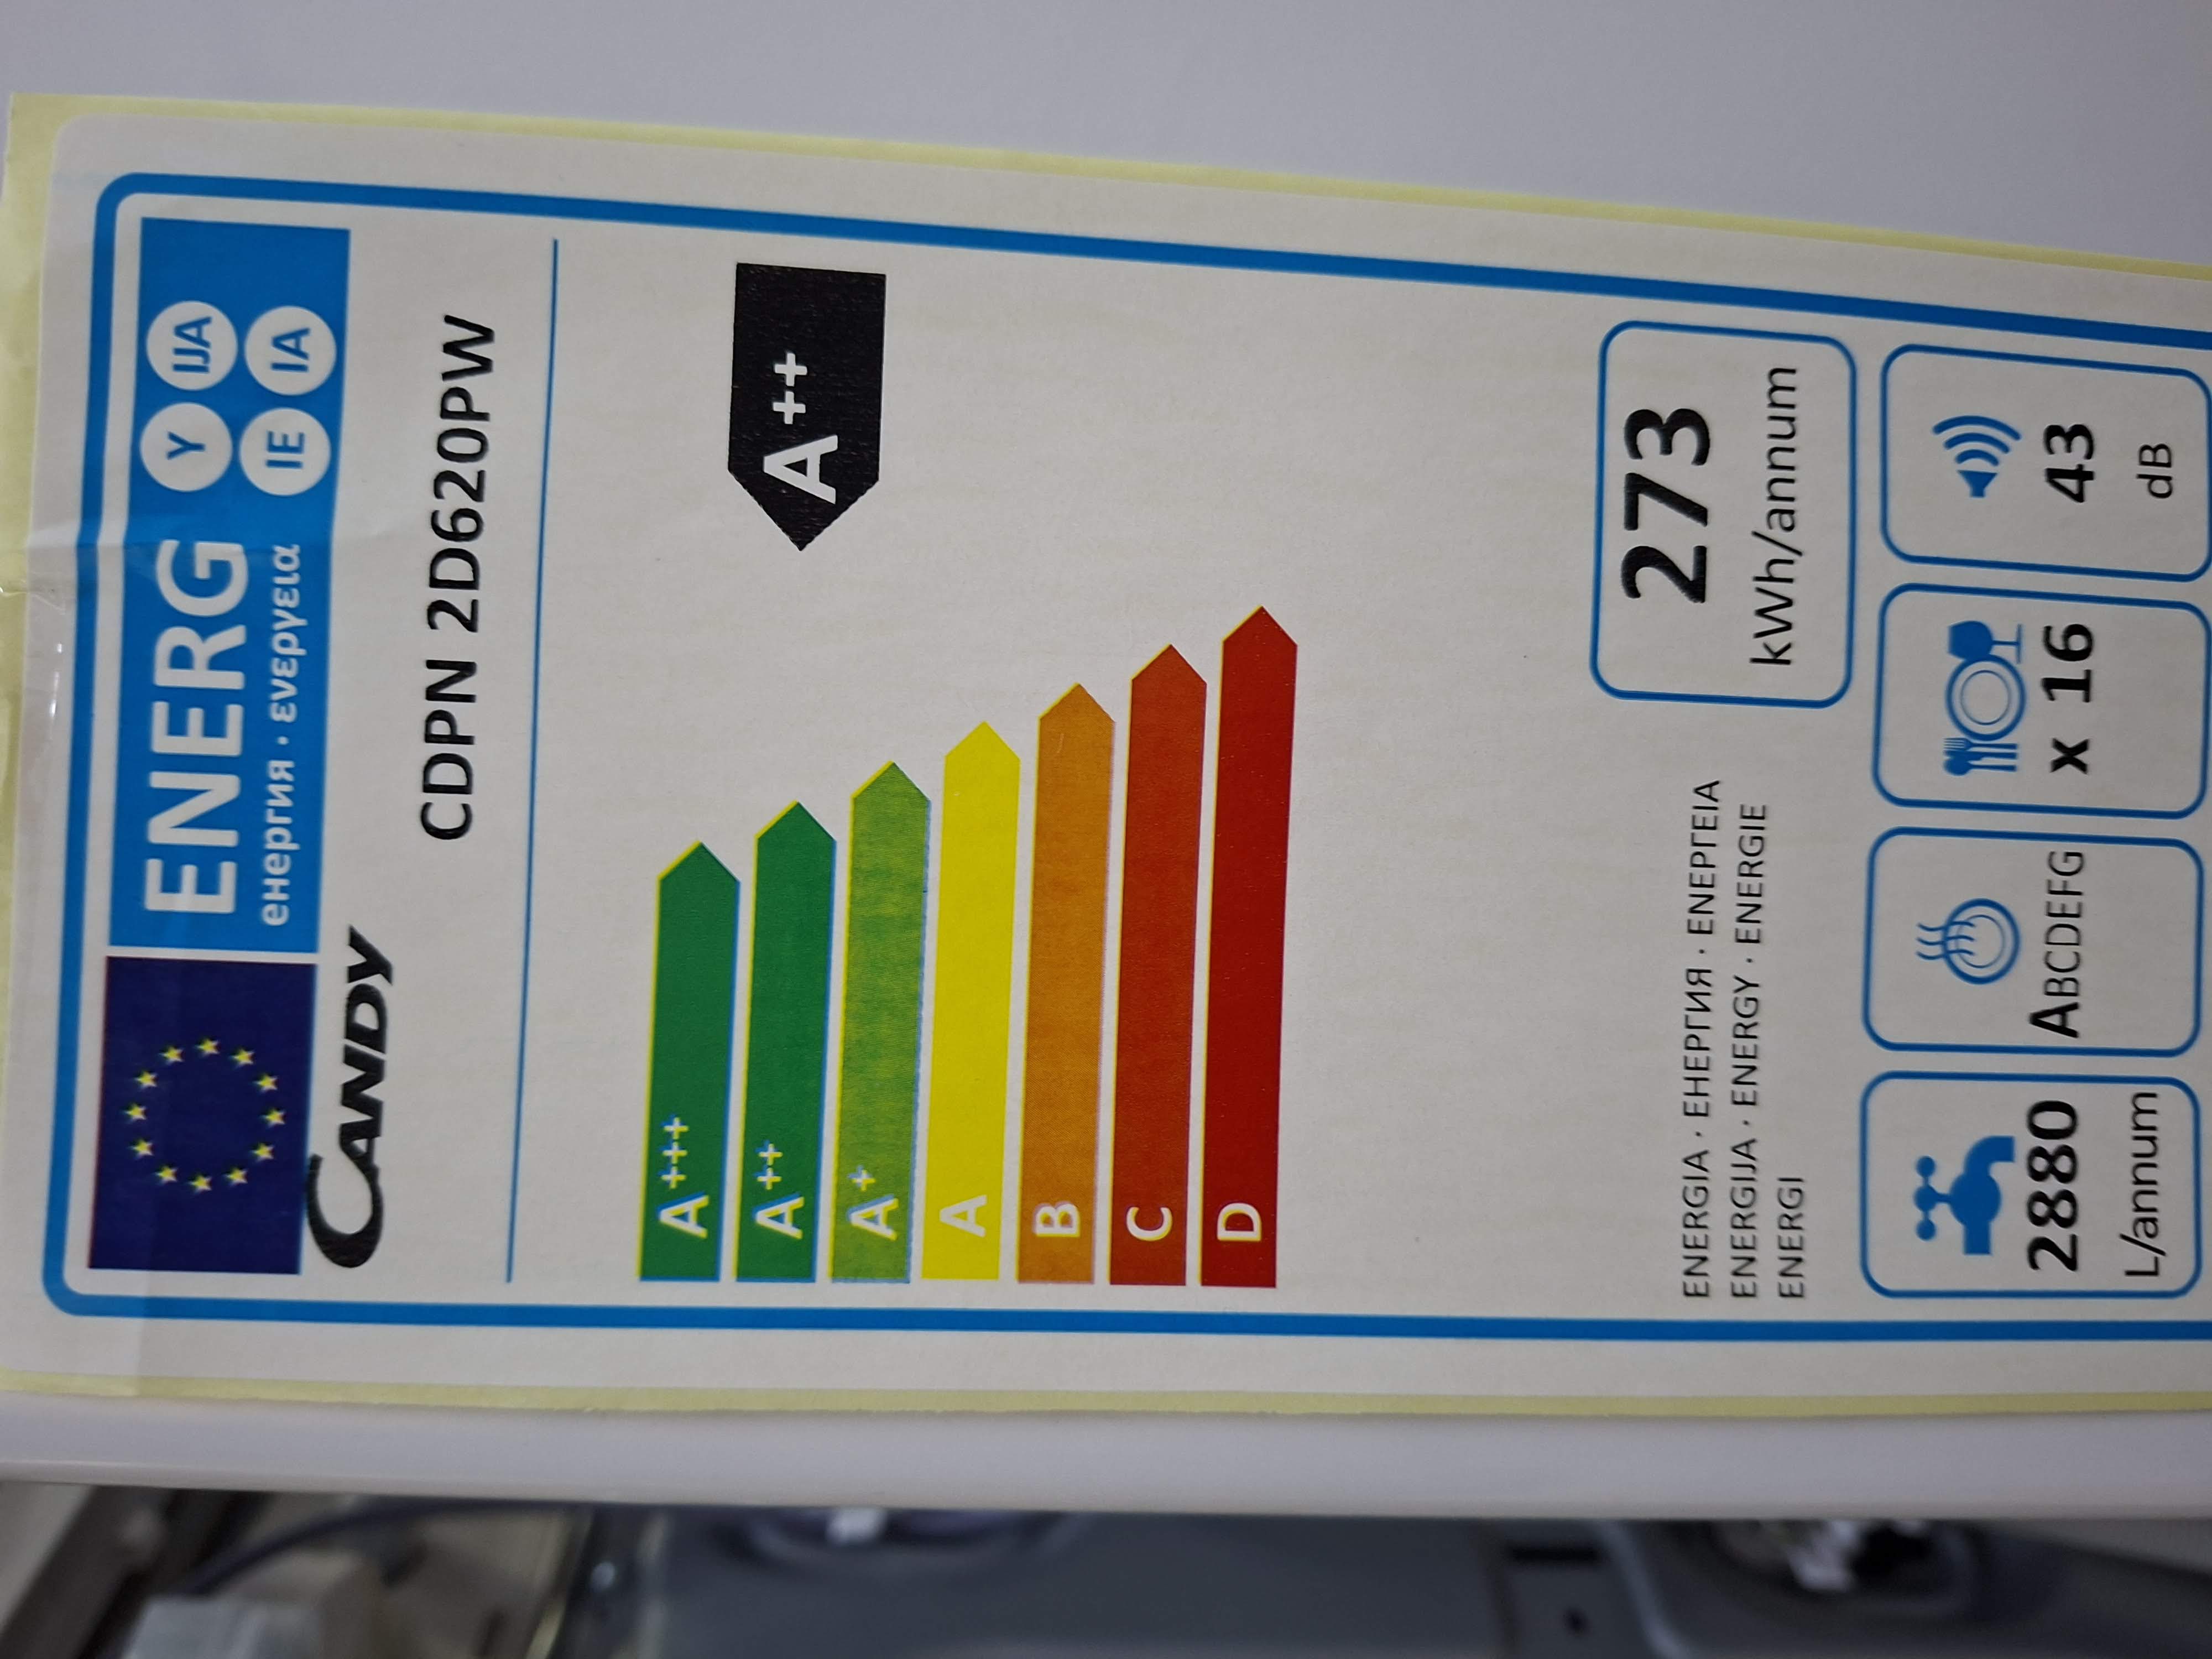 ENERG Y IJA
енергия · ενεργεια IE IA
CANDY
CDPN 2D620PW
A+++
A++
A++
A+
A
B
C
D
ENERGIA · ЕНЕРГИЯ · ΕΝΕΡΓΕΙΑ
ENERGIJA · ENERGY · ENERGIE
ENERGI
273
kWh/annum
2880
L/annum
ABCDEFG
x 16
43
dB